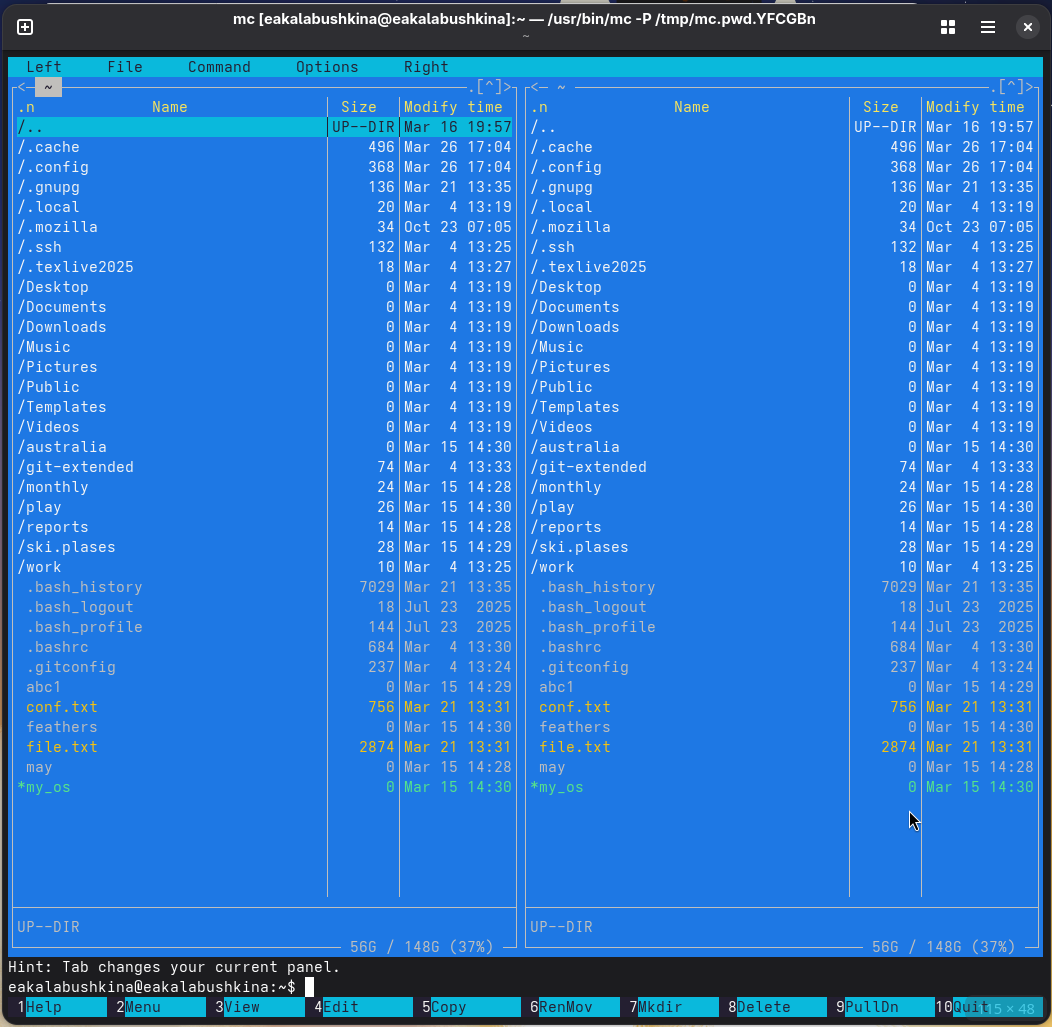 mc [eakalabushkina@eakalabushkina]:~ — /usr/bin/mc -P /tmp/mc.pwd.YFCGBn
~
Left File Command Options Right
<— ~ .[^]> <— ~ .[^]>
.n Name Size Modify time .n Name Size Modify time
/.. UP--DIR Mar 16 19:57 /.. UP--DIR Mar 16 19:57
/.cache 496 Mar 26 17:04 /.cache 496 Mar 26 17:04
/.config 368 Mar 26 17:04 /.config 368 Mar 26 17:04
/.gnupg 136 Mar 21 13:35 /.gnupg 136 Mar 21 13:35
/.local 20 Mar 4 13:19 /.local 20 Mar 4 13:19
/.mozilla 34 Oct 23 07:05 /.mozilla 34 Oct 23 07:05
/.ssh 132 Mar 4 13:25 /.ssh 132 Mar 4 13:25
/.texlive2025 18 Mar 4 13:27 /.texlive2025 18 Mar 4 13:27
/Desktop 0 Mar 4 13:19 /Desktop 0 Mar 4 13:19
/Documents 0 Mar 4 13:19 /Documents 0 Mar 4 13:19
/Downloads 0 Mar 4 13:19 /Downloads 0 Mar 4 13:19
/Music 0 Mar 4 13:19 /Music 0 Mar 4 13:19
/Pictures 0 Mar 4 13:19 /Pictures 0 Mar 4 13:19
/Public 0 Mar 4 13:19 /Public 0 Mar 4 13:19
/Templates 0 Mar 4 13:19 /Templates 0 Mar 4 13:19
/Videos 0 Mar 4 13:19 /Videos 0 Mar 4 13:19
/australia 0 Mar 15 14:30 /australia 0 Mar 15 14:30
/git-extended 74 Mar 4 13:33 /git-extended 74 Mar 4 13:33
/monthly 24 Mar 15 14:28 /monthly 24 Mar 15 14:28
/play 26 Mar 15 14:30 /play 26 Mar 15 14:30
/reports 14 Mar 15 14:28 /reports 14 Mar 15 14:28
/ski.plases 28 Mar 15 14:29 /ski.plases 28 Mar 15 14:29
/work 10 Mar 4 13:25 /work 10 Mar 4 13:25
.bash_history 7029 Mar 21 13:35 .bash_history 7029 Mar 21 13:35
.bash_logout 18 Jul 23 2025 .bash_logout 18 Jul 23 2025
.bash_profile 144 Jul 23 2025 .bash_profile 144 Jul 23 2025
.bashrc 684 Mar 4 13:30 .bashrc 684 Mar 4 13:30
.gitconfig 237 Mar 4 13:24 .gitconfig 237 Mar 4 13:24
abc1 0 Mar 15 14:29 abc1 0 Mar 15 14:29
conf.txt 756 Mar 21 13:31 conf.txt 756 Mar 21 13:31
feathers 0 Mar 15 14:30 feathers 0 Mar 15 14:30
file.txt 2874 Mar 21 13:31 file.txt 2874 Mar 21 13:31
may 0 Mar 15 14:28 may 0 Mar 15 14:28
*my_os 0 Mar 15 14:30 *my_os 0 Mar 15 14:30
UP--DIR UP--DIR
56G / 148G (37%) 56G / 148G (37%)
Hint: Tab changes your current panel.
eakalabushkina@eakalabushkina:~$
1Help 2Menu 3View 4Edit 5Copy 6RenMov 7Mkdir 8Delete 9PullDn 10Quit 115 × 48